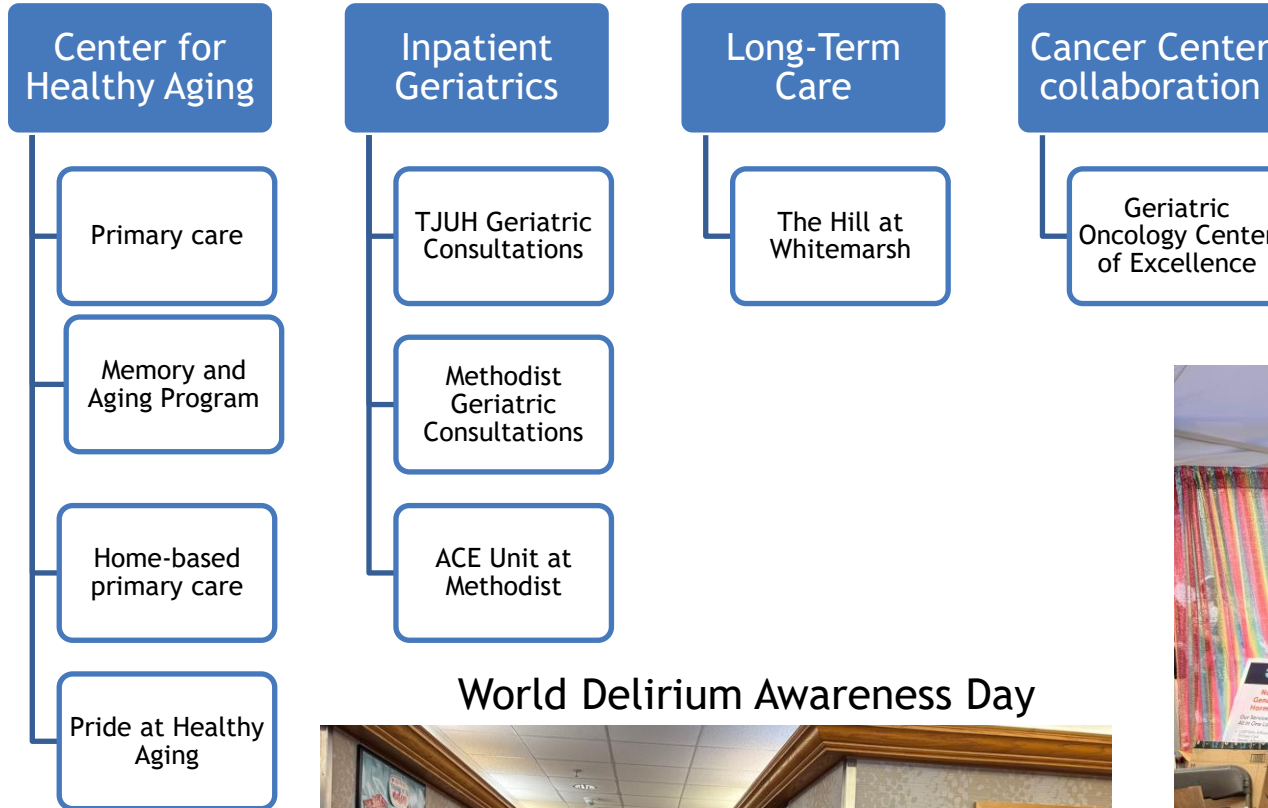 Center for
Healthy Aging
Primary care
Memory and
Aging Program
Home-based
primary care
Pride at Healthy
Aging
Inpatient
Geriatrics
TJUH Geriatric
Consultations
Methodist
Geriatric
Consultations
ACE Unit at
Methodist
Long-Term
Care
The Hill at
Whitemarsh
Cancer Center
collaboration
Geriatric
Oncology Center
of Excellence
World Delirium Awareness Day